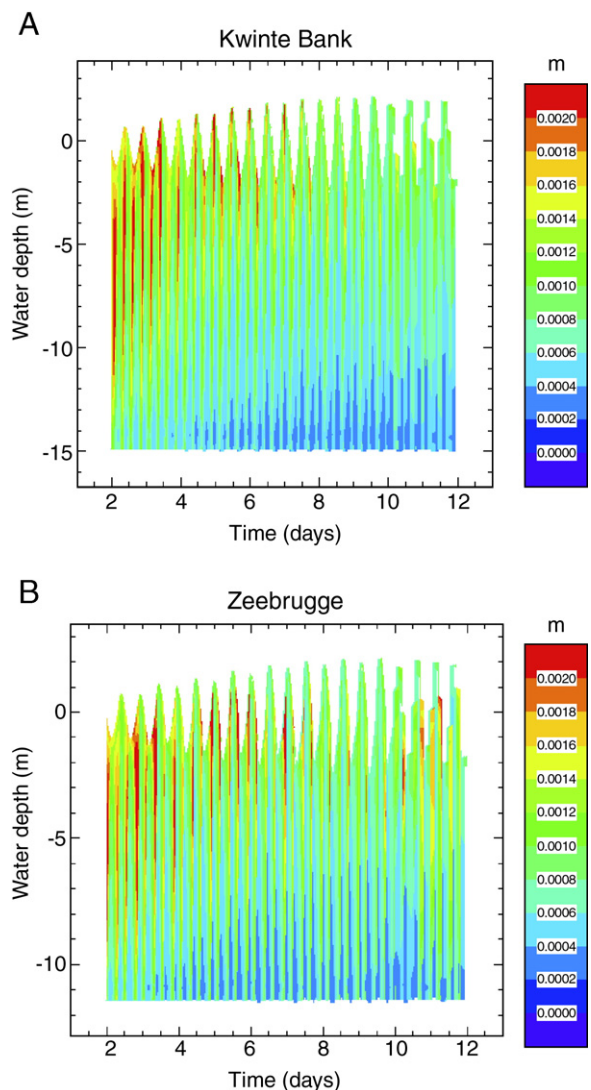 A
Kwinte Bank
m
0
-5
-10
-15
Water depth (m)
2 4 6 8 10 12
Time (days)
0.0020
0.0018
0.0016
0.0014
0.0012
0.0010
0.0008
0.0006
0.0004
0.0002
0.0000
B
Zeebrugge
m
0
-5
-10
Water depth (m)
2 4 6 8 10 12
Time (days)
0.0020
0.0018
0.0016
0.0014
0.0012
0.0010
0.0008
0.0006
0.0004
0.0002
0.0000